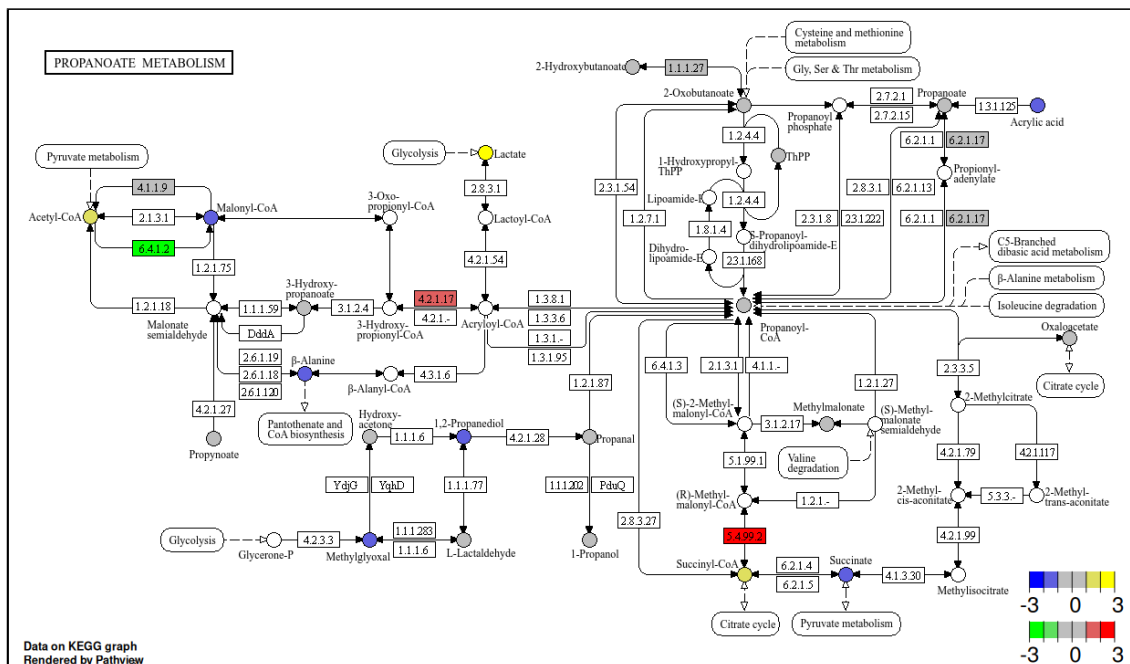 PROPANOATE METABOLISM
Cysteine and methionine
metabolism
2-Hydroxybutanoate
1.1.1.27
Gly, Ser & Thr metabolism
2-Oxobutanoate
Propanoyl
phosphate
2.7.2.1
2.7.2.15
Propanoate
1.3.1.125
Acrylic acid
Pyruvate metabolism
Glycolysis
Lactate
1.2.4.4
ThPP
6.2.1.1
6.2.1.17
1-Hydroxypropyl-
ThPP
Propionyl-
adenylate
4.1.1.9
3-Oxo-
propionyl-CoA
2.8.3.1
2.3.1.54
Lipoamide-E
1.2.4.4
2.8.3.1
6.2.1.13
Acetyl-CoA
2.1.3.1
Malonyl-CoA
Lactoyl-CoA
1.2.7.1
1.8.1.4
2.3.1.8
2.3.1.222
6.2.1.1
6.2.1.17
6.4.1.2
S-Propanoyl-
dihydrolipoamide-E
Dihydro-
lipoamide-E
2.3.1.168
C5-Branched
dibasic acid metabolism
1.2.1.75
4.2.1.54
β-Alanine metabolism
Isoleucine degradation
1.2.1.18
Malonate
semialdehyde
1.1.1.59
3-Hydroxy-
propanoate
3.1.2.4
3-Hydroxy-
propionyl-CoA
4.2.1.17
4.2.1.-
Acryloyl-CoA
1.3.8.1
1.3.3.6
1.3.1.-
1.3.1.95
Propanoyl-
CoA
DddA
Oxaloacetate
2.6.1.19
2.6.1.18
2.6.1.120
β-Alanine
β-Alanyl-CoA
4.3.1.6
1.2.1.87
6.4.1.3
2.1.3.1
4.1.1.-
1.2.1.27
2.3.3.5
Citrate cycle
4.2.1.27
Pantothenate and
CoA biosynthesis
Hydroxy-
acetone
1,2-Propanediol
(S)-2-Methyl-
malonyl-CoA
Methylmalonate
(S)-Methyl-
malonate
semialdehyde
2-Methylcitrate
Propynoate
1.1.1.6
4.2.1.28
Propanal
3.1.2.17
Valine
degradation
5.1.99.1
4.2.1.79
4.2.1.117
YdjG
YqhD
1.1.1.77
1.1.1.202
PduQ
(R)-Methyl-
malonyl-CoA
1.2.1.-
2-Methyl-
cis-aconitate
5.3.3.-
2-Methyl-
trans-aconitate
2.8.3.27
Glycolysis
Glycerone-P
4.2.3.3
Methylglyoxal
1.1.1.283
1.1.1.6
L-Lactaldehyde
1-Propanol
5.4.99.2
4.2.1.99
Succinyl-CoA
6.2.1.4
6.2.1.5
Succinate
4.1.3.30
Methylisocitrate
Citrate cycle
Pyruvate metabolism
-3 0 3
-3 0 3
Data on KEGG graph
Rendered by Pathview